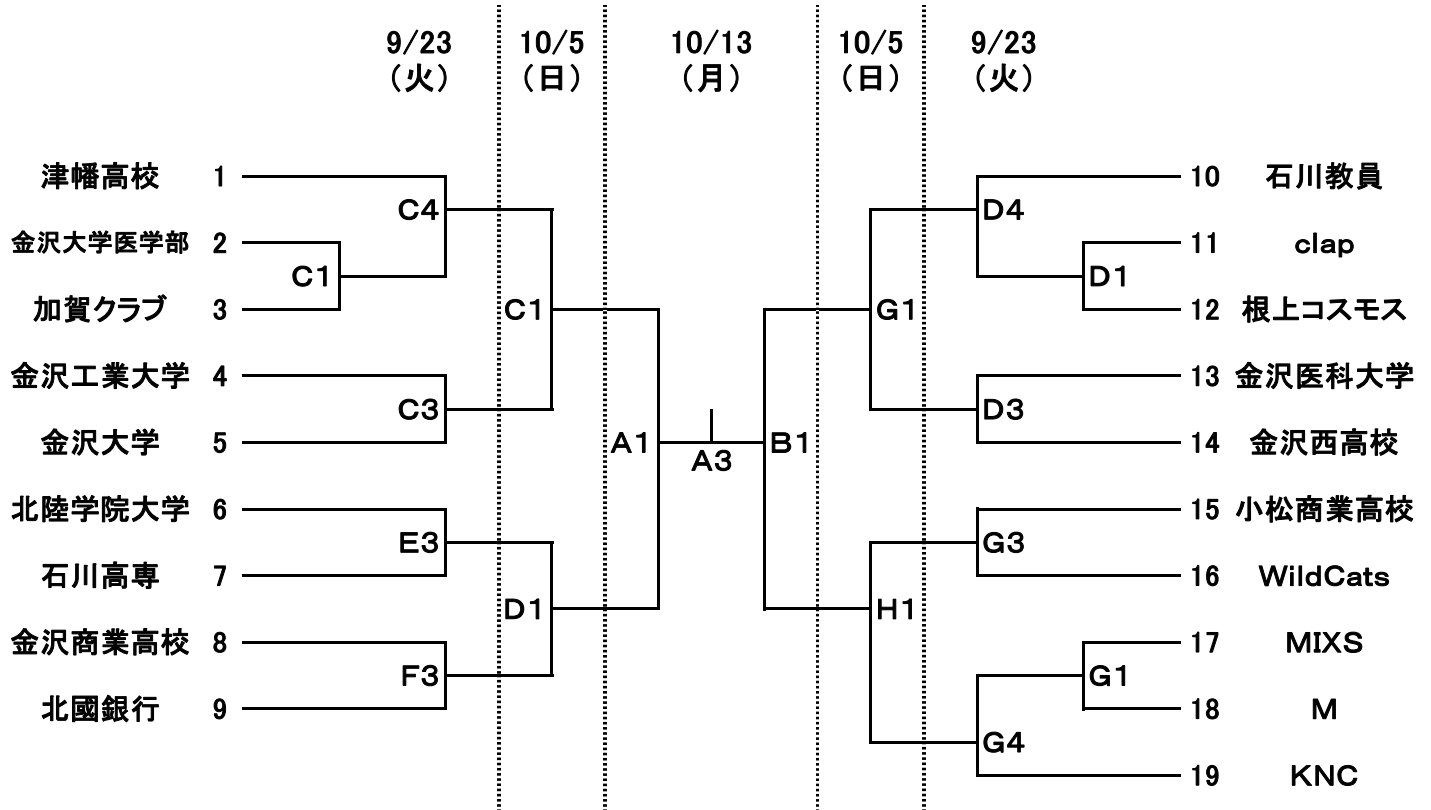 9/23 10/5 10/13 10/5 9/23
（火） （日） （月） （日） （火）
津幡高校 1 10 石川教員
C4 D4
金沢大学医学部 2 11 clap
C1 D1
加賀クラブ 3 C1 G1 12 根上コスモス
金沢工業大学 4 13 金沢医科大学
C3 D3
金沢大学 5 A1 B1 14 金沢西高校
A3
北陸学院大学 6 15 小松商業高校
E3 G3
石川高専 7 16 WildCats
D1 H1
金沢商業高校 8 17 MIXS
F3 G1
北國銀行 9 18 M
G4
19 KNC